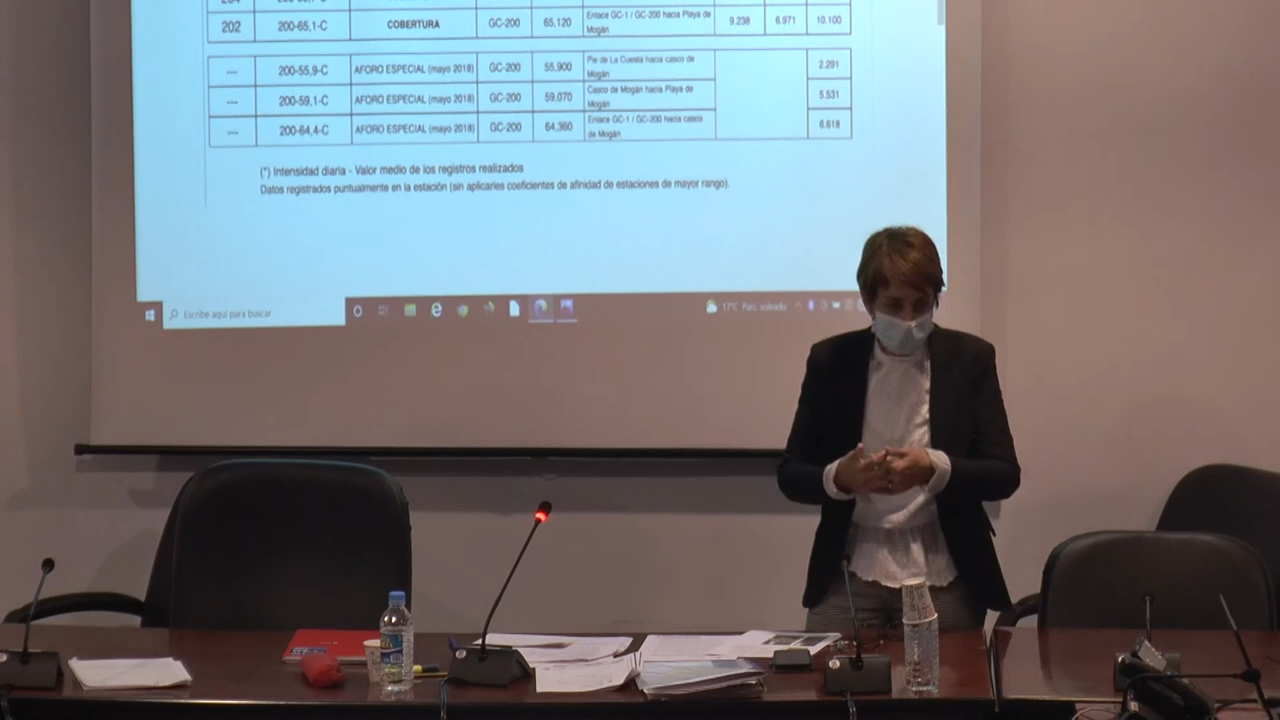 202 200-65,1-C COBERTURA GC-200 65,120 Enlace GC-1 / GC-200 hacia Playa de Mogán 9.238 6.971 10.100
---- 200-55,9-C AFORO ESPECIAL (mayo 2018) GC-200 55,900 Pie de La Cuesta hacia casco de Mogán 2.291
---- 200-59,1-C AFORO ESPECIAL (mayo 2018) GC-200 59,070 Casco de Mogán hacia Playa de Mogán 5.531
---- 200-64,4-C AFORO ESPECIAL (mayo 2018) GC-200 64,360 Enlace GC-1 / GC-200 hacia casco de Mogán 6.618
(*) Intensidad diaria - Valor medio de los registros realizados
Datos registrados puntualmente en la estación (sin aplicarles coeficientes de afinidad de estaciones de mayor rango).
Escribe aquí para buscar
17°C Parc. soleado